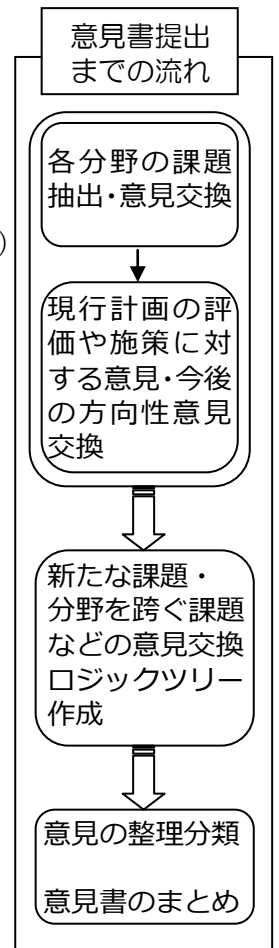 意見書提出
までの流れ
各分野の課題
抽出・意見交換
現行計画の評
価や施策に対
する意見・今後
の方向性意見
交換
新たな課題・
分野を跨ぐ課題
などの意見交換
ロジックツリー
作成
意見の整理分類
意見書のまとめ